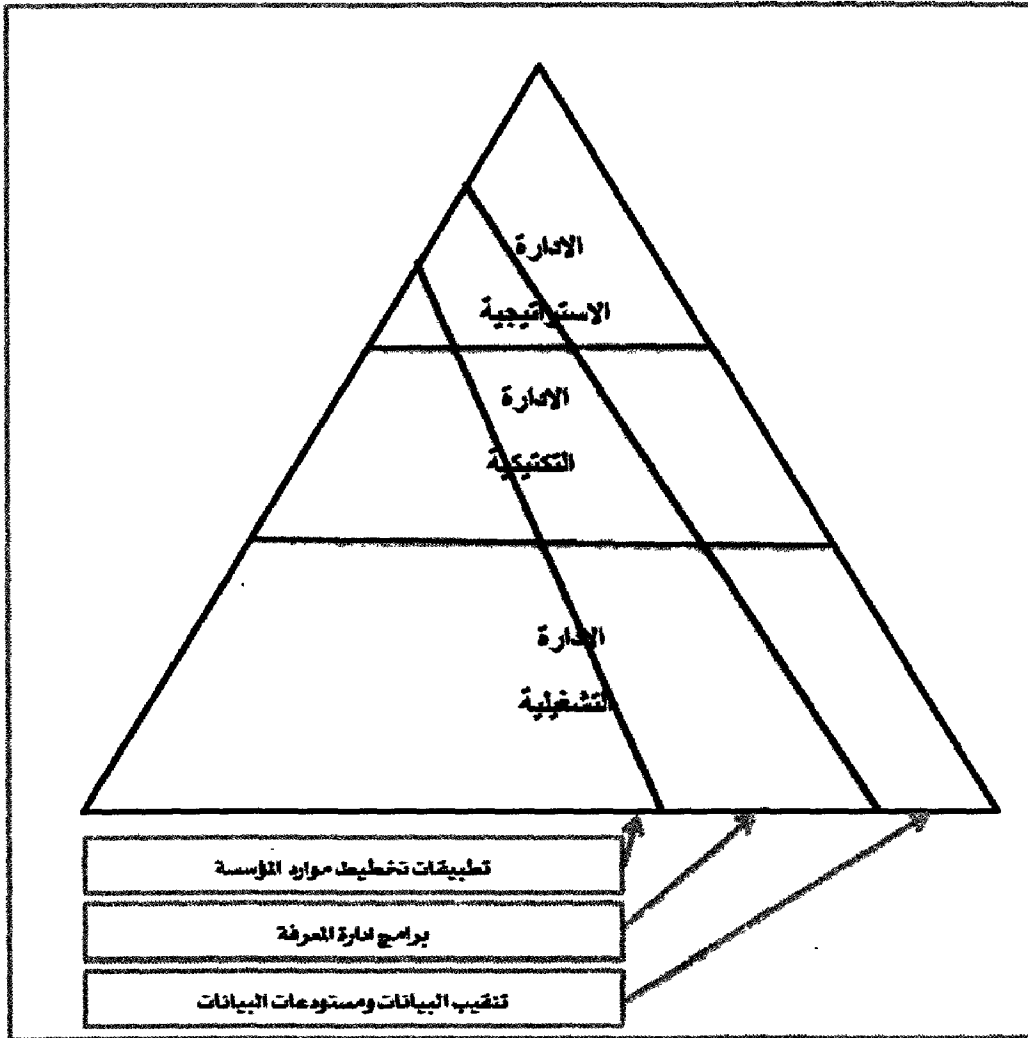 الادارة
الاستراتيجية
الادارة
التكتيكية
الادارة
التشغيلية
تطبيقات تخطيط موارد المؤسسة
برامج ادارة المعرفة
تنقيب البيانات ومستودعات البيانات